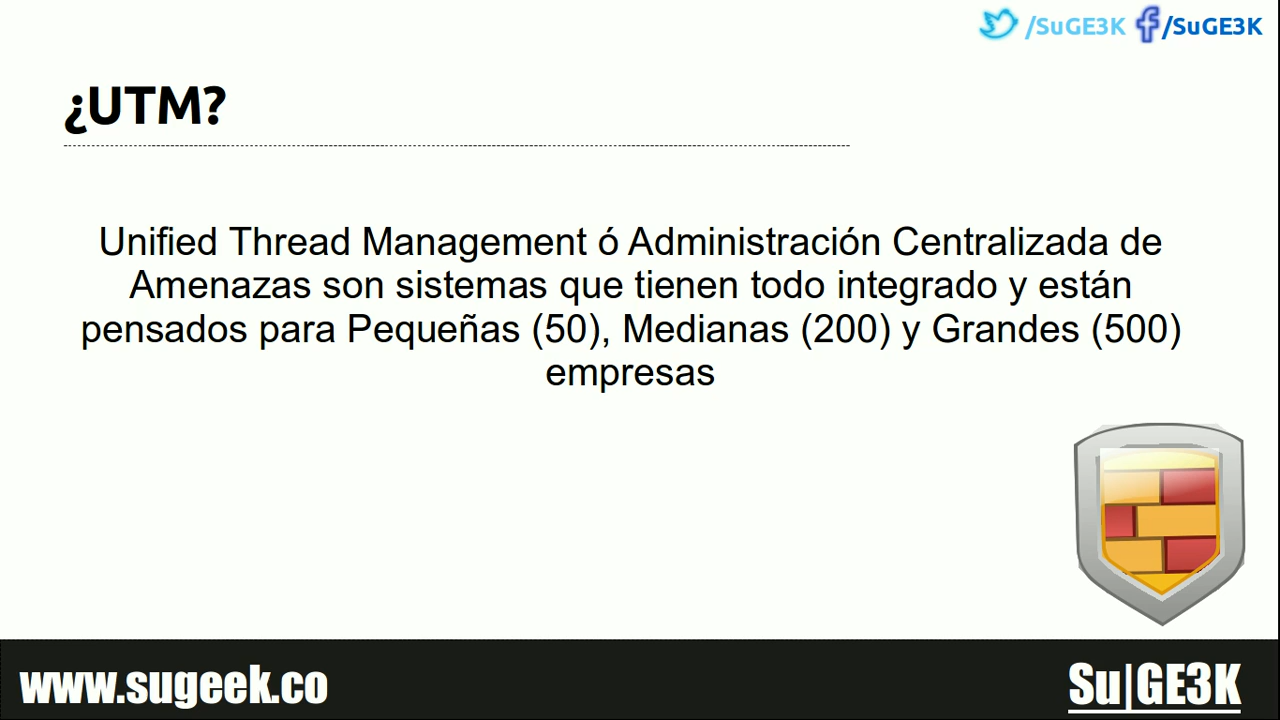 /SuGE3K /SuGE3K
¿UTM?
Unified Thread Management ó Administración Centralizada de
Amenazas son sistemas que tienen todo integrado y están
pensados para Pequeñas (50), Medianas (200) y Grandes (500)
empresas
www.sugeek.co
Su|GE3K